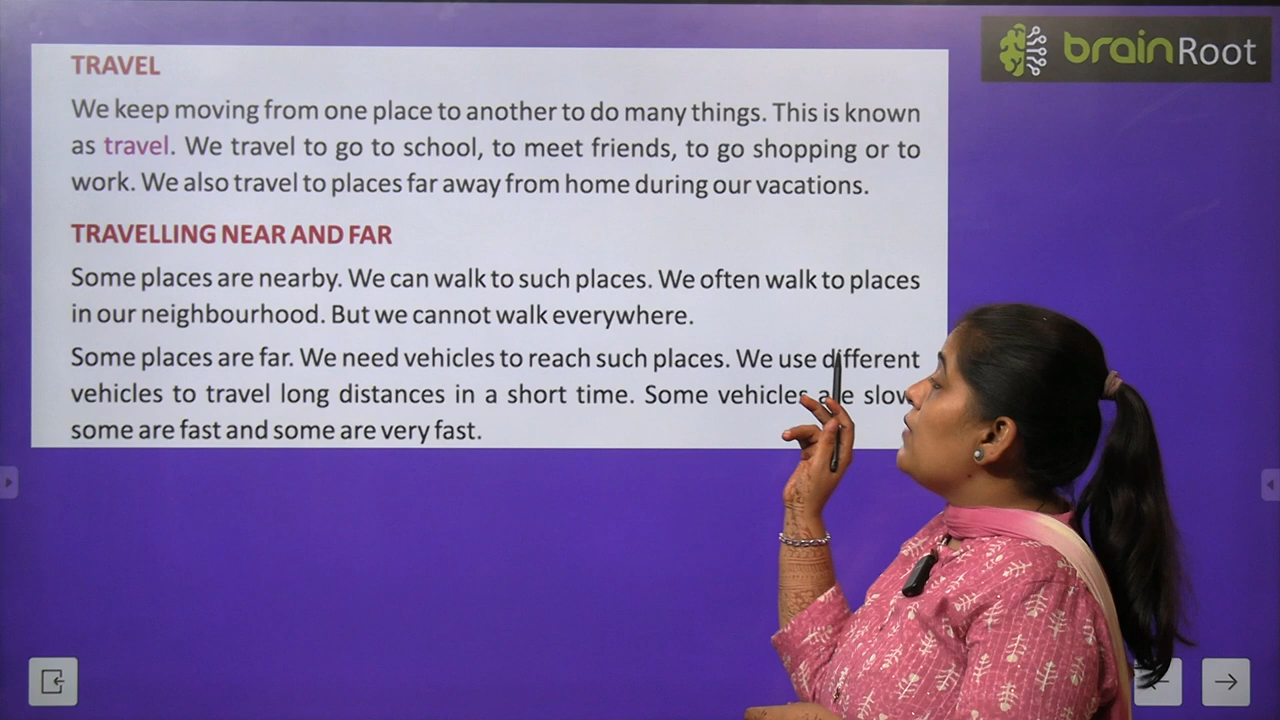 brainRoot
TRAVEL
We keep moving from one place to another to do many things. This is known
as travel. We travel to go to school, to meet friends, to go shopping or to
work. We also travel to places far away from home during our vacations.
TRAVELLING NEAR AND FAR
Some places are nearby. We can walk to such places. We often walk to places
in our neighbourhood. But we cannot walk everywhere.
Some places are far. We need vehicles to reach such places. We use different
vehicles to travel long distances in a short time. Some vehicles are slow
some are fast and some are very fast.